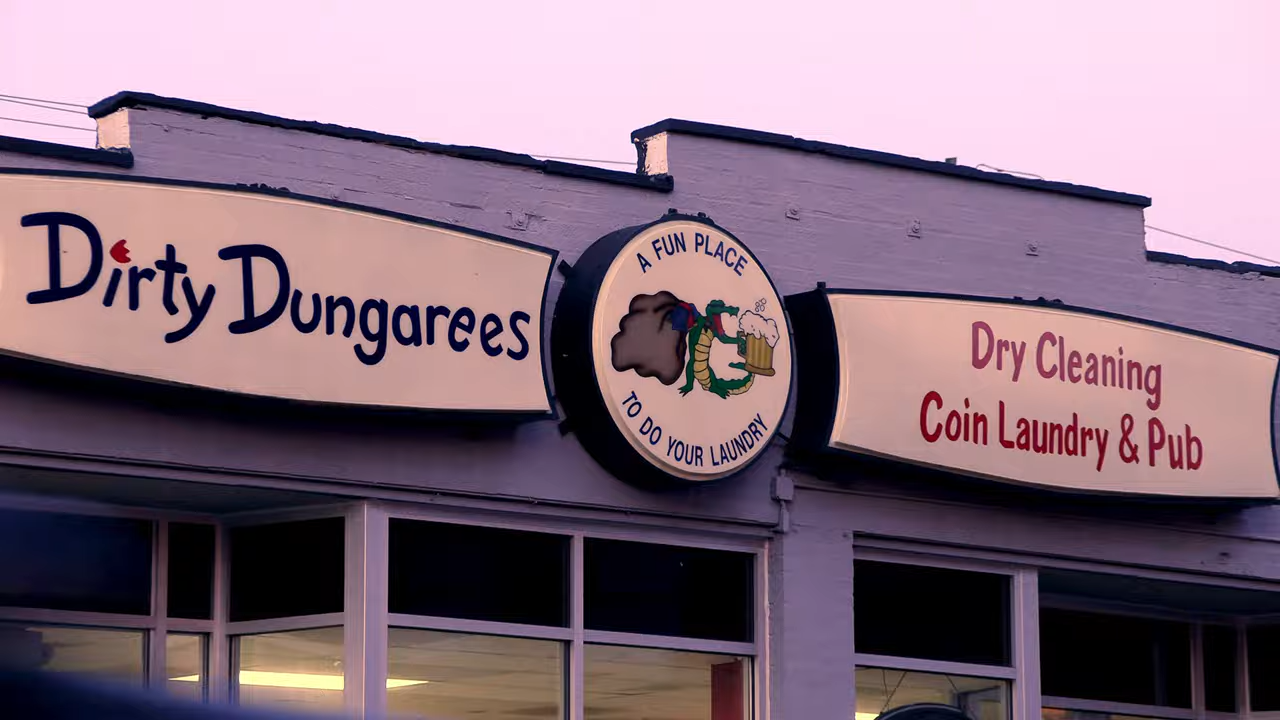 Dirty Dungarees
A FUN PLACE
TO DO YOUR LAUNDRY
Dry Cleaning
Coin Laundry & Pub